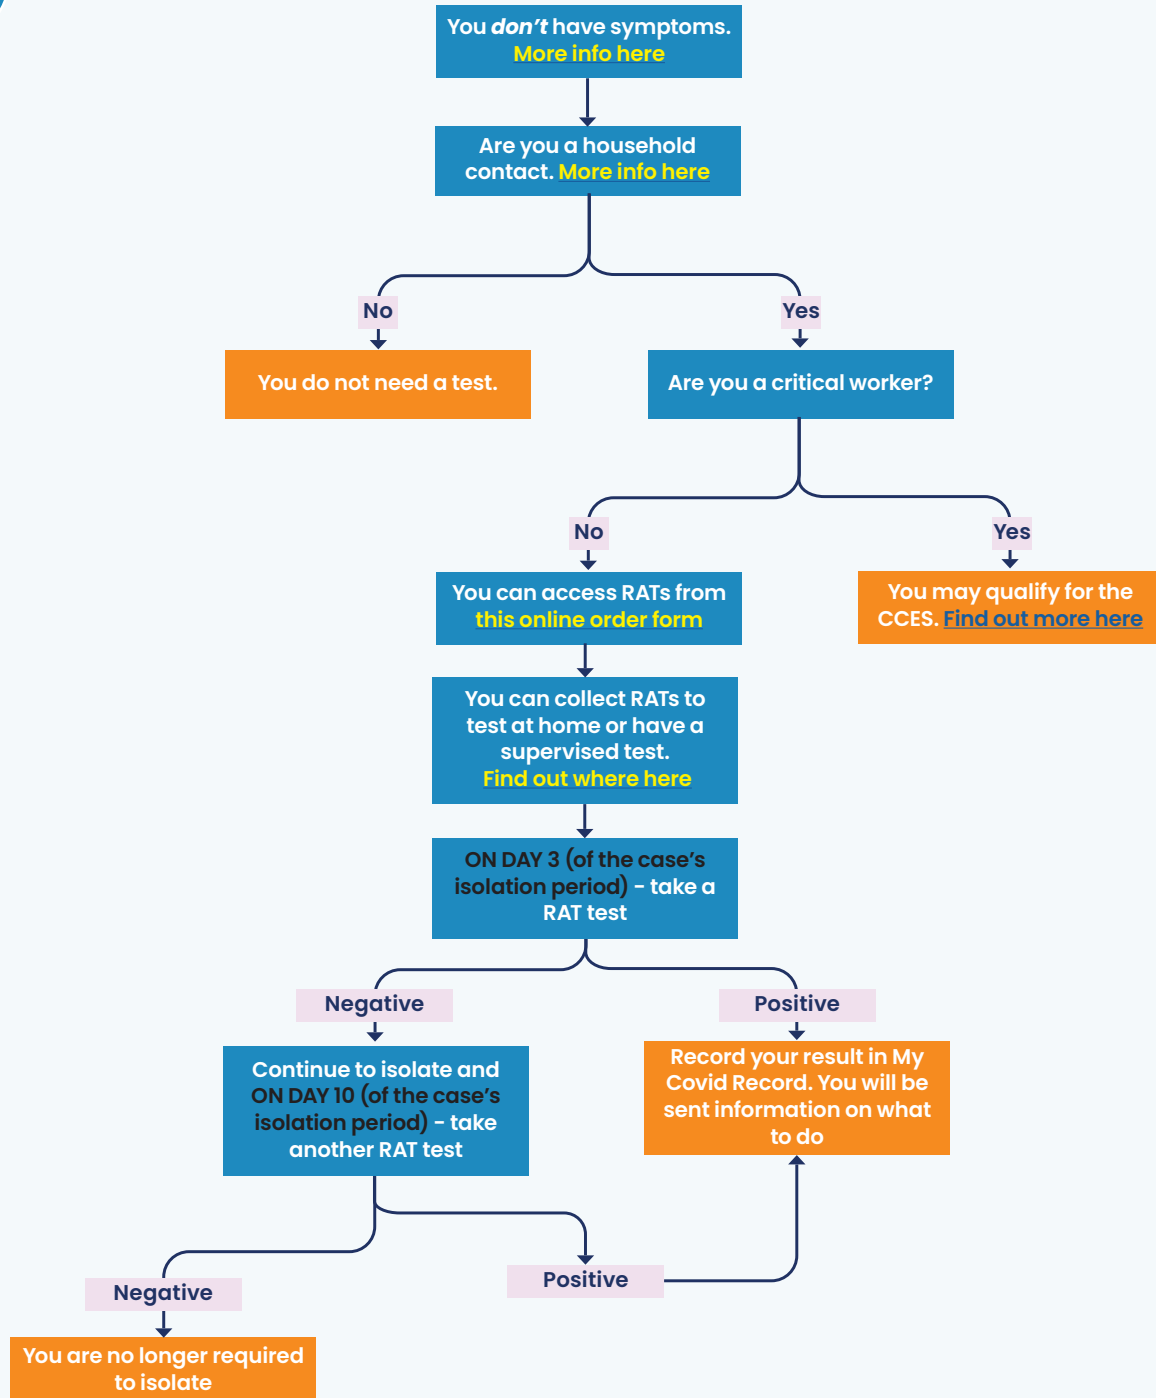 You don't have symptoms.
More info here
Are you a household
contact. More info here
No
Yes
You do not need a test.
Are you a critical worker?
No
Yes
You can access RATs from
this online order form
You may qualify for the
CCES. Find out more here
You can collect RATs to
test at home or have a
supervised test.
Find out where here
ON DAY 3 (of the case's
isolation period) - take a
RAT test
Negative
Positive
Continue to isolate and
ON DAY 10 (of the case's
isolation period) - take
another RAT test
Record your result in My
Covid Record. You will be
sent information on what
to do
Negative
Positive
You are no longer required
to isolate